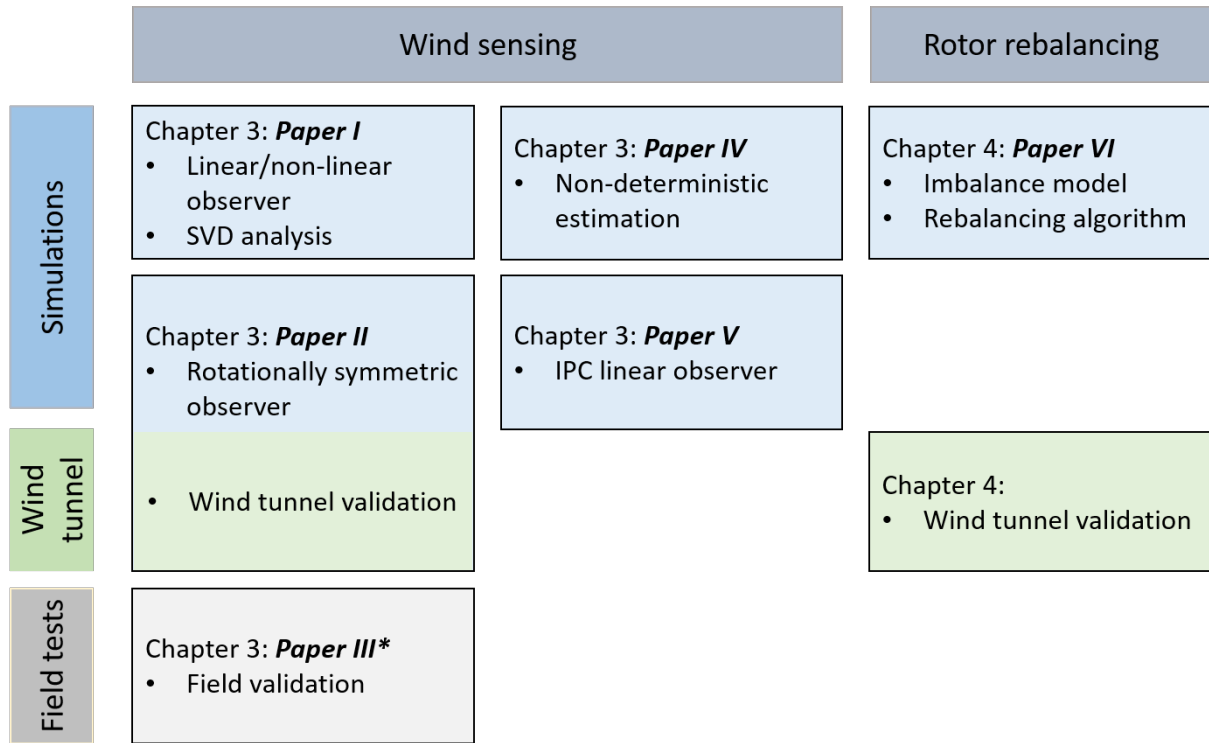 Wind sensing
Rotor rebalancing
Simulations
Chapter 3: Paper I
• Linear/non-linear
observer
• SVD analysis
Chapter 3: Paper IV
• Non-deterministic
estimation
Chapter 4: Paper VI
• Imbalance model
• Rebalancing algorithm
Chapter 3: Paper II
• Rotationally symmetric
observer
Chapter 3: Paper V
• IPC linear observer
Wind
tunnel
• Wind tunnel validation
Chapter 4:
• Wind tunnel validation
Field tests
Chapter 3: Paper III*
• Field validation